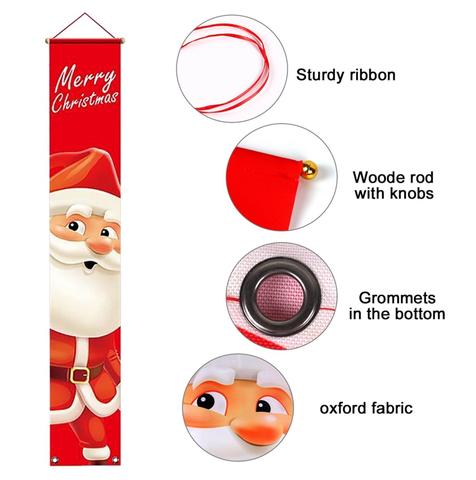 Merry
Christmas
Sturdy ribbon
Woode rod
with knobs
Grommets
in the bottom
oxford fabric